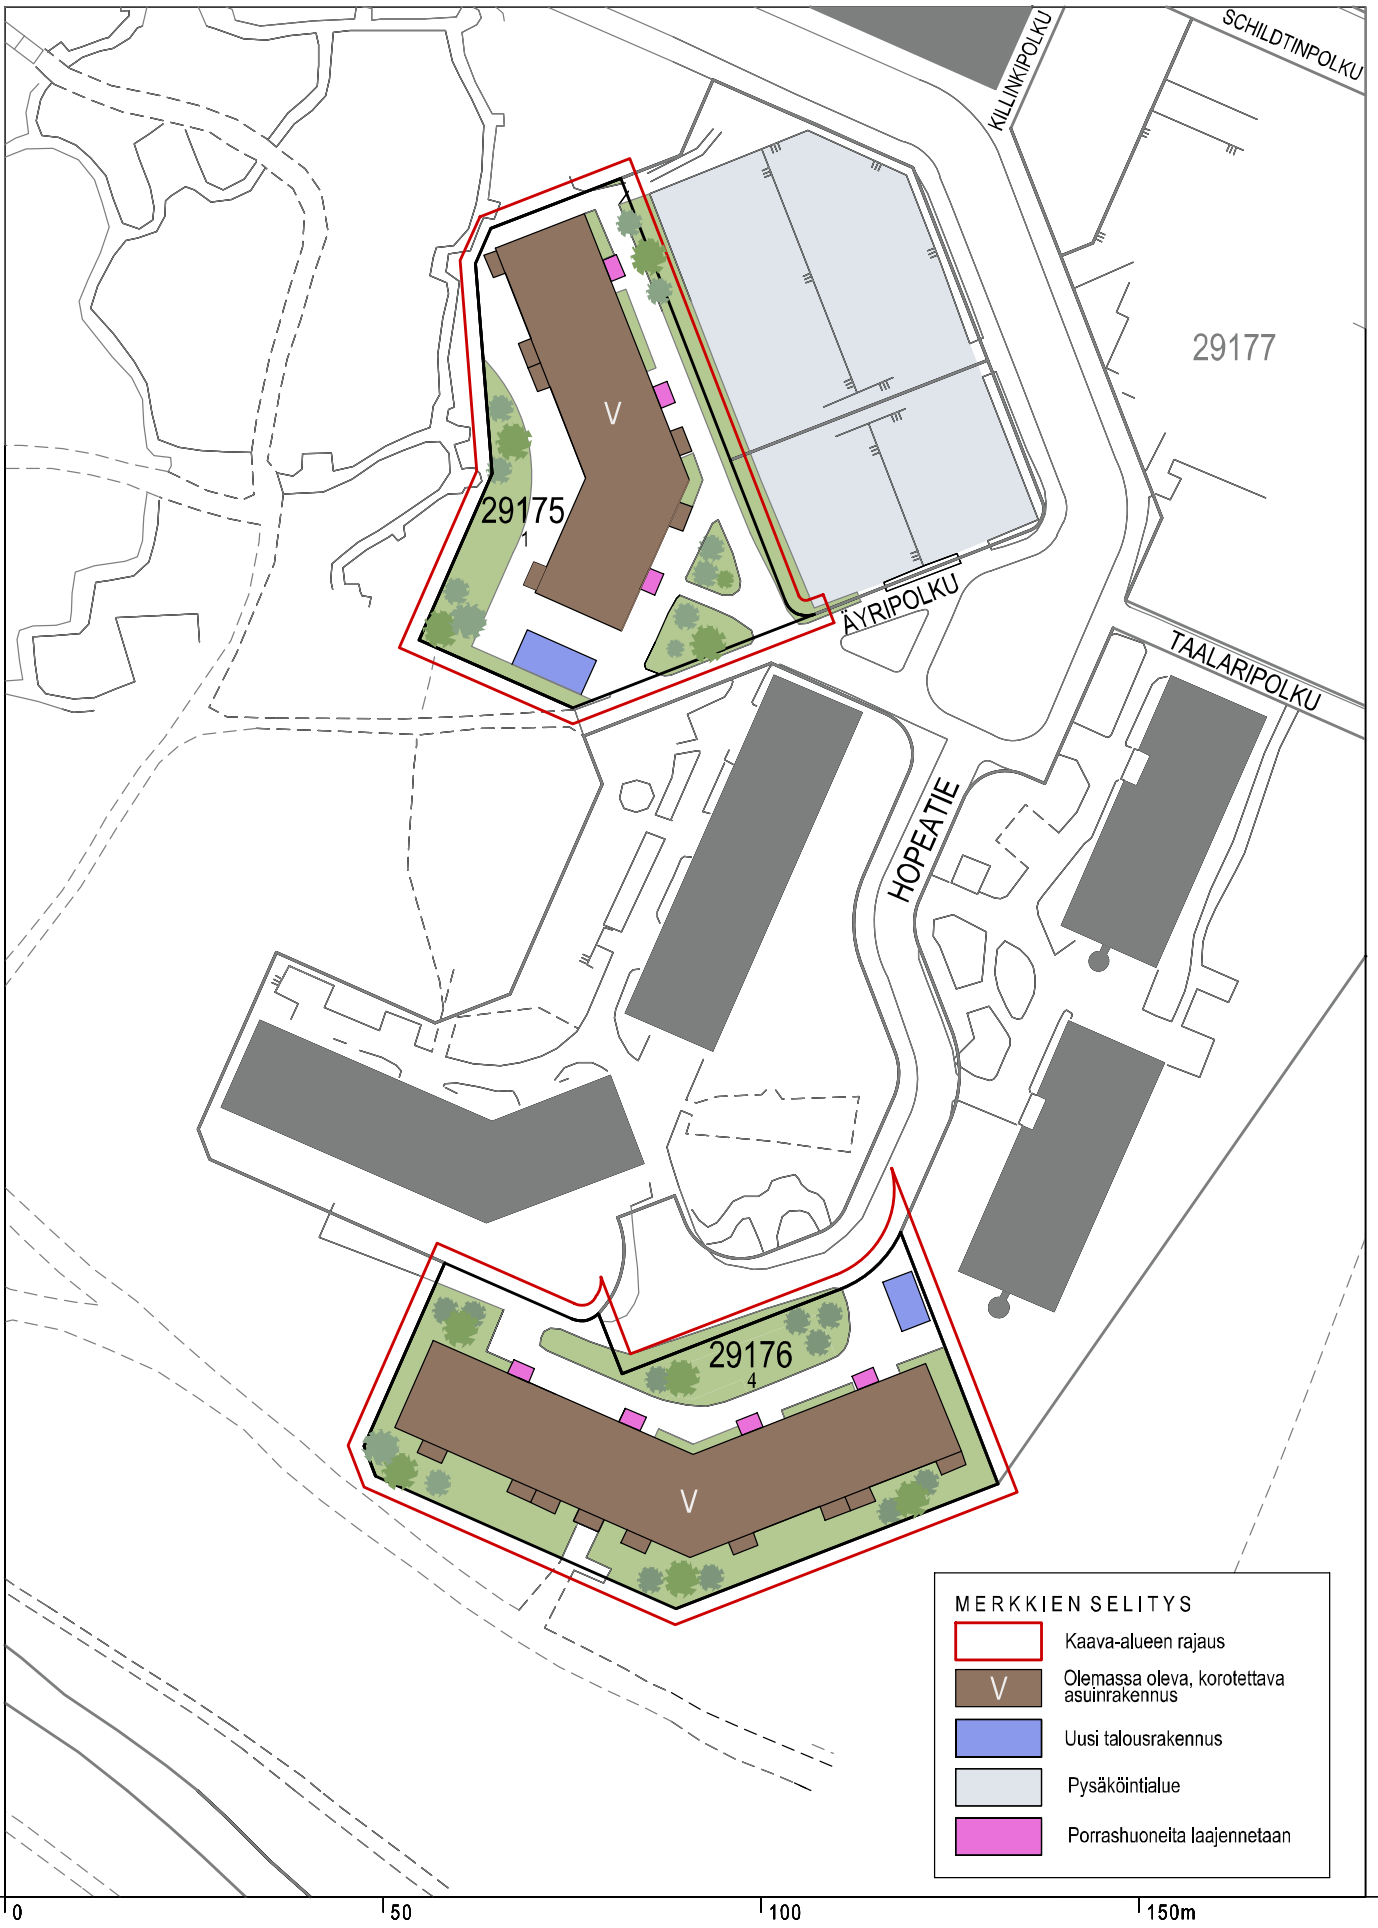 SCHILDTINPOLKU
KILLINKIPOLKU
29177
V
29175
1
ÄYRIPOLKU
TAALARIPOLKU
HOPEATIE
29176
4
V
MERKKIEN SELITYS
Kaava-alueen rajaus
V
Olemassa oleva, korotettava
asuinrakennus
Uusi talousrakennus
Pysäköintialue
Porrashuoneita laajennetaan
0 50 100 150m